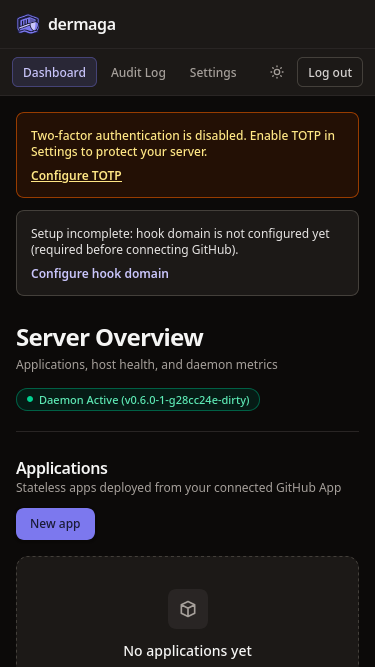 dermaga
Dashboard
Audit Log
Settings
Log out
Two-factor authentication is disabled. Enable TOTP in
Settings to protect your server.
Configure TOTP
Setup incomplete: hook domain is not configured yet
(required before connecting GitHub).
Configure hook domain
Server Overview
Applications, host health, and daemon metrics
Daemon Active (v0.6.0-1-g28cc24e-dirty)
Applications
Stateless apps deployed from your connected GitHub App
New app
No applications yet